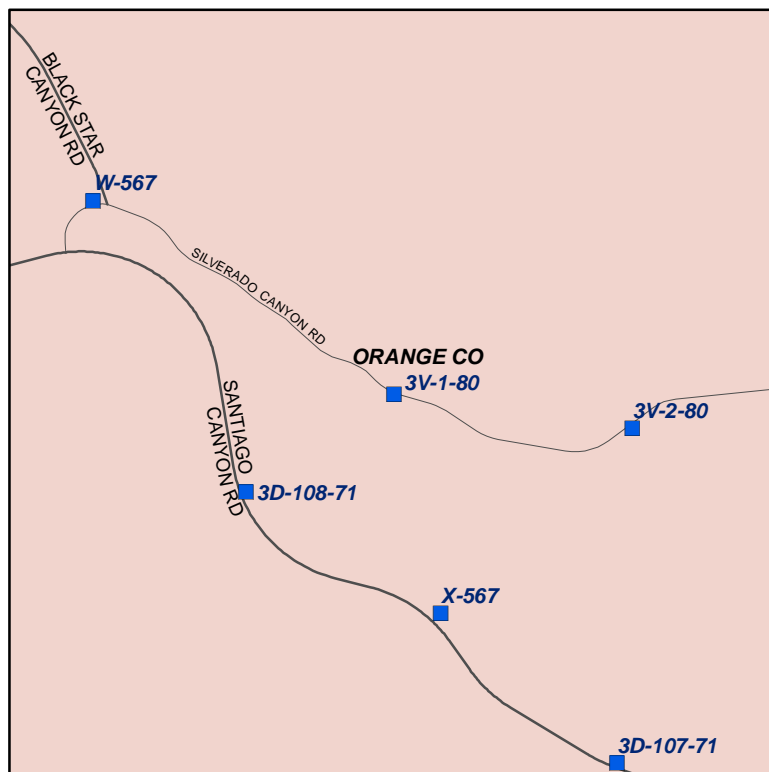 BLACK STAR
CANYON RD
W-567
SILVERADO CANYON RD
ORANGE CO
3V-1-80
3V-2-80
SANTIAGO
CANYON RD
3D-108-71
X-567
3D-107-71